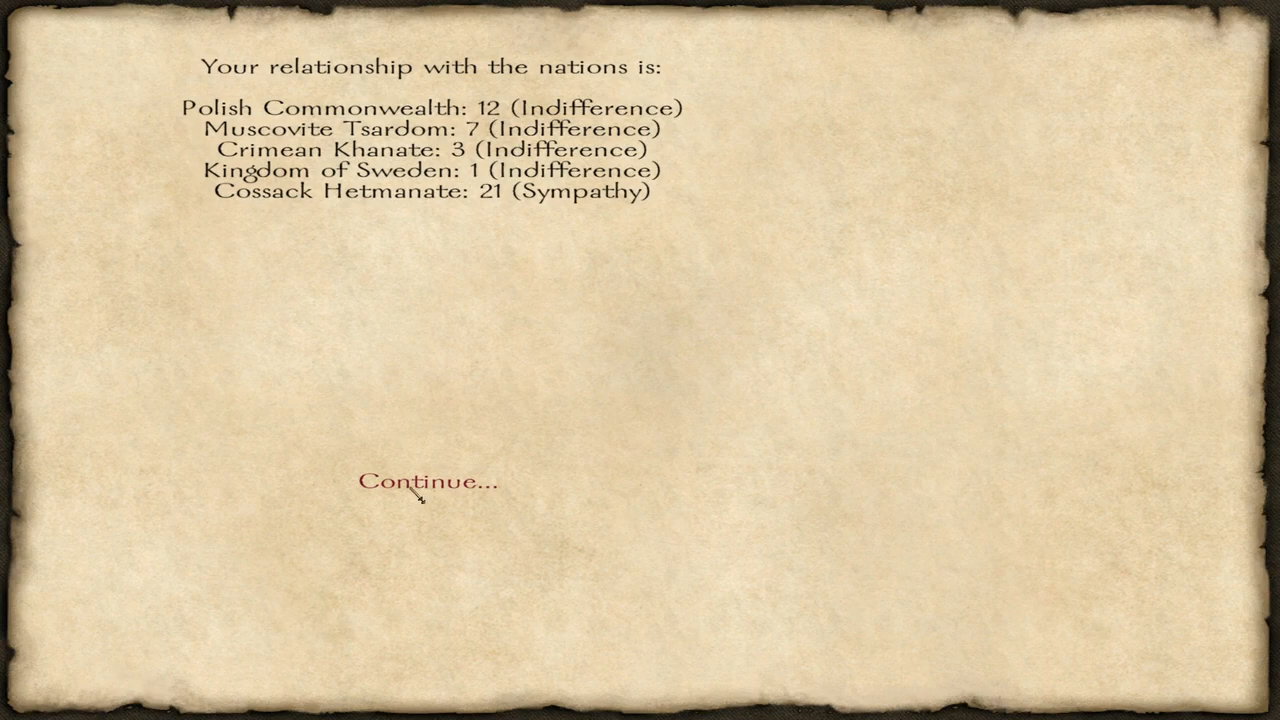 Your relationship with the nations is:
Polish Commonwealth: 12 (Indifference)
Muscovite Tsardom: 7 (Indifference)
Crimean Khanate: 3 (Indifference)
Kingdom of Sweden: 1 (Indifference)
Cossack Hetmanate: 21 (Sympathy)
Continue...